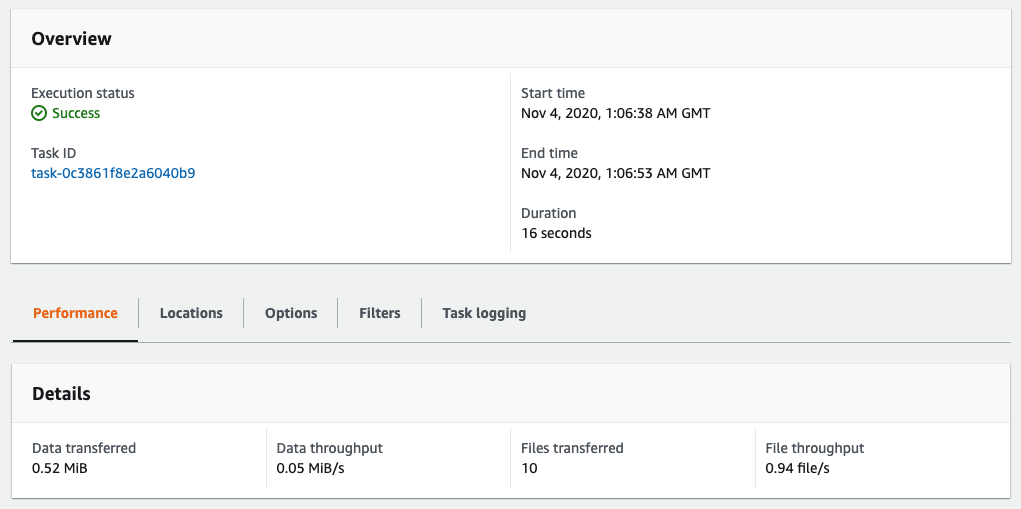 Overview
Execution status
Success
Task ID
task-0c3861f8e2a6040b9
Start time
Nov 4, 2020, 1:06:38 AM GMT
End time
Nov 4, 2020, 1:06:53 AM GMT
Duration
16 seconds
Performance
Locations
Options
Filters
Task logging
Details
Data transferred
0.52 MiB
Data throughput
0.05 MiB/s
Files transferred
10
File throughput
0.94 file/s